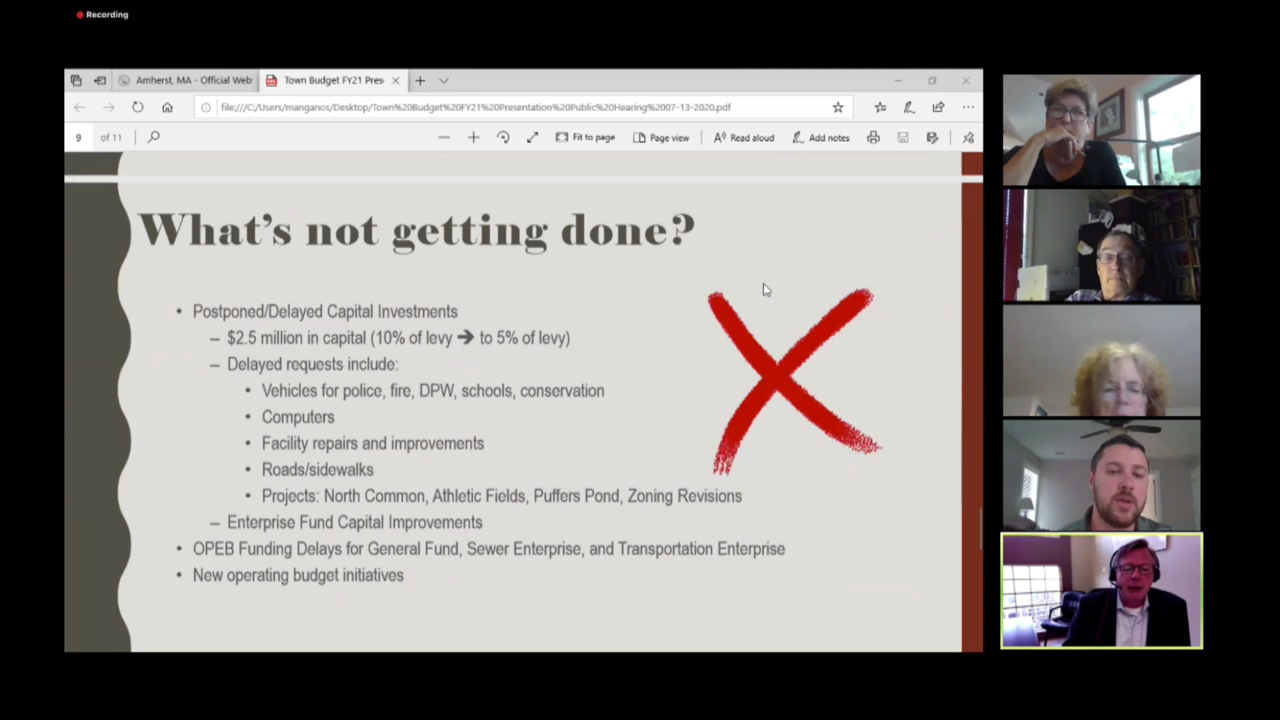 Recording
Amherst, MA - Official Web
Town Budget FY21 Pres
file:///C:/Users/manganos/Desktop/Town%20Budget%20FY21%20Presentation%20Public%20Hearing%2007-13-2020.pdf
9 of 11
Fit to page
Page view
Read aloud
Add notes
What's not getting done?
• Postponed/Delayed Capital Investments
– $2.5 million in capital (10% of levy ➔ to 5% of levy)
– Delayed requests include:
• Vehicles for police, fire, DPW, schools, conservation
• Computers
• Facility repairs and improvements
• Roads/sidewalks
• Projects: North Common, Athletic Fields, Puffers Pond, Zoning Revisions
– Enterprise Fund Capital Improvements
• OPEB Funding Delays for General Fund, Sewer Enterprise, and Transportation Enterprise
• New operating budget initiatives